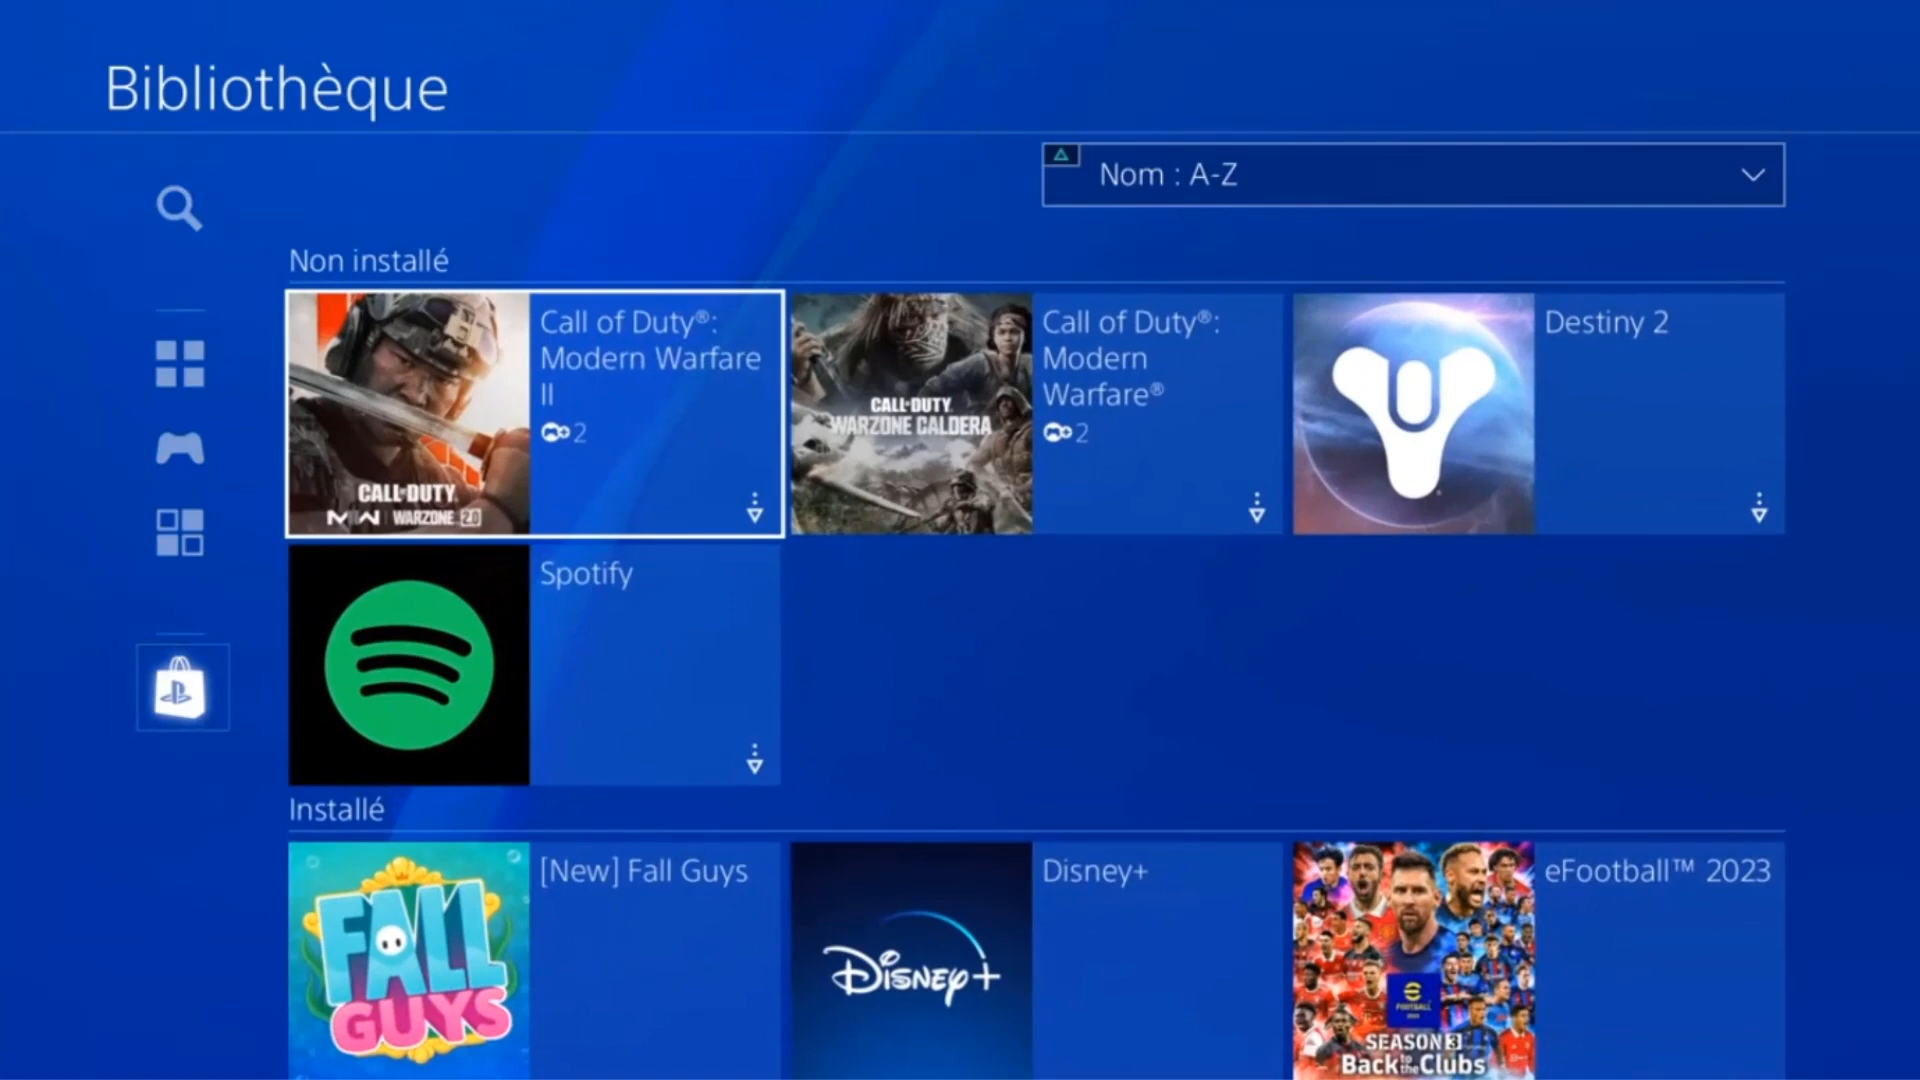 Bibliothèque
Nom : A-Z
Non installé
CALL OF DUTY
MWII | WARZONE 2.0
Call of Duty®:
Modern Warfare
II
2
CALL OF DUTY
WARZONE CALDERA
Call of Duty®:
Modern
Warfare®
2
Destiny 2
Spotify
Installé
FALL
GUYS
[New] Fall Guys
Disney+
Disney+
FOOTBALL
SEASON 3
Back to the Clubs
eFootball™ 2023